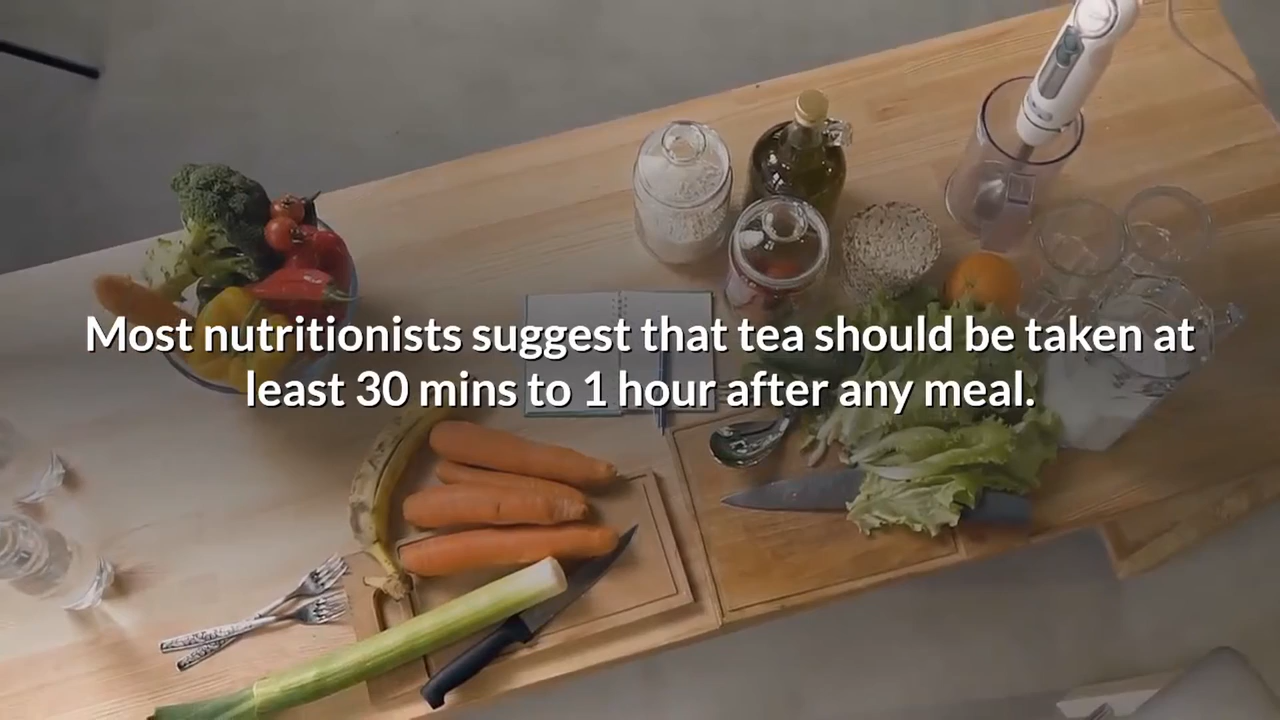 Most nutritionists suggest that tea should be taken at
least 30 mins to 1 hour after any meal.